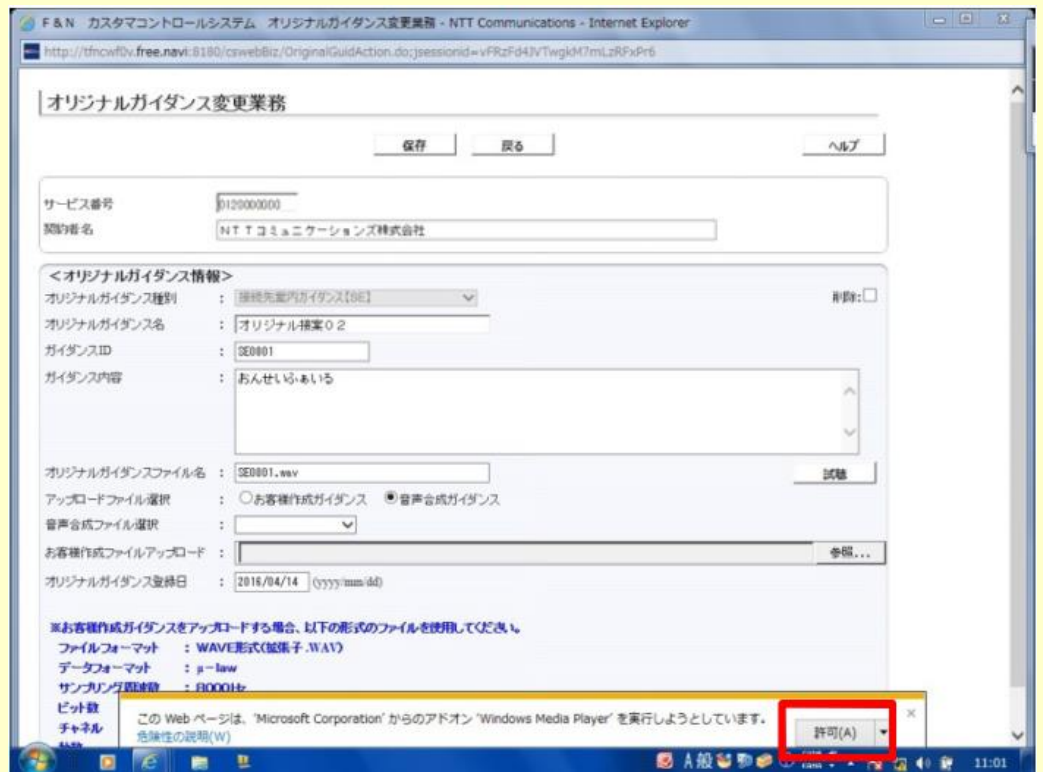 F&N　カスタマコントロールシステム　オリジナルガイダンス変更業務 - NTT Communications - Internet Explorer
オリジナルガイダンス変更業務
保存 戻る ヘルプ
サービス番号 0120000000
契約者名 NTTコミュニケーションズ株式会社
＜オリジナルガイダンス情報＞
オリジナルガイダンス種別 : 接続先案内ガイダンス【SE】 削除:
オリジナルガイダンス名 : オリジナル接案02
ガイダンスID : SE0801
ガイダンス内容 : おんせいふぁいる
オリジナルガイダンスファイル名 : SE0801.wav 試聴
アップロードファイル選択 : お客様作成ガイダンス 音声合成ガイダンス
音声合成ファイル選択 :
お客様作成ファイルアップロード : 参照...
オリジナルガイダンス登録日 : 2016/04/14 (yyyy/mm/dd)
※お客様作成ガイダンスをアップロードする場合、以下の形式のファイルを使用してください。
ファイルフォーマット : WAVE形式(拡張子.WAV)
データフォーマット : μ-law
サンプリング周波数 : 8000Hz
ビット数
チャネル
この Web ページは、'Microsoft Corporation' からのアドオン 'Windows Media Player' を実行しようとしています。
危険性の説明(W)
許可(A)
A 般
11:01